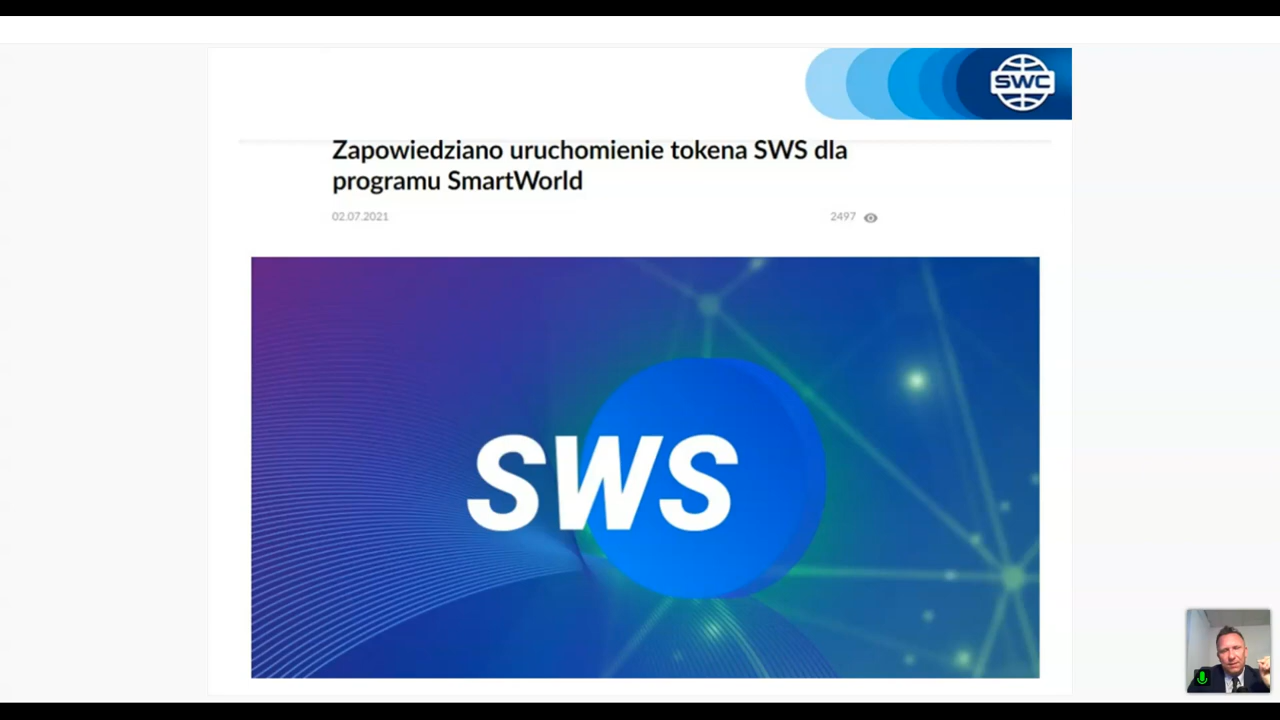 SWC
Zapowiedziano uruchomienie tokena SWS dla
programu SmartWorld
02.07.2021
2497
SWS